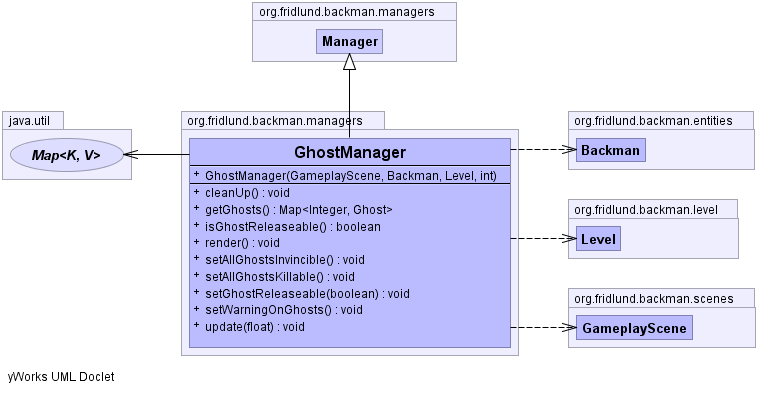 org.fridlund.backman.managers
Manager
java.util
Map<K, V>
org.fridlund.backman.managers
GhostManager
+ GhostManager(GameplayScene, Backman, Level, int)
+ cleanUp() : void
+ getGhosts() : Map<Integer, Ghost>
+ isGhostReleaseable() : boolean
+ render() : void
+ setAllGhostsInvincible() : void
+ setAllGhostsKillable() : void
+ setGhostReleaseable(boolean) : void
+ setWarningOnGhosts() : void
+ update(float) : void
org.fridlund.backman.entities
Backman
org.fridlund.backman.level
Level
org.fridlund.backman.scenes
GameplayScene
yWorks UML Doclet